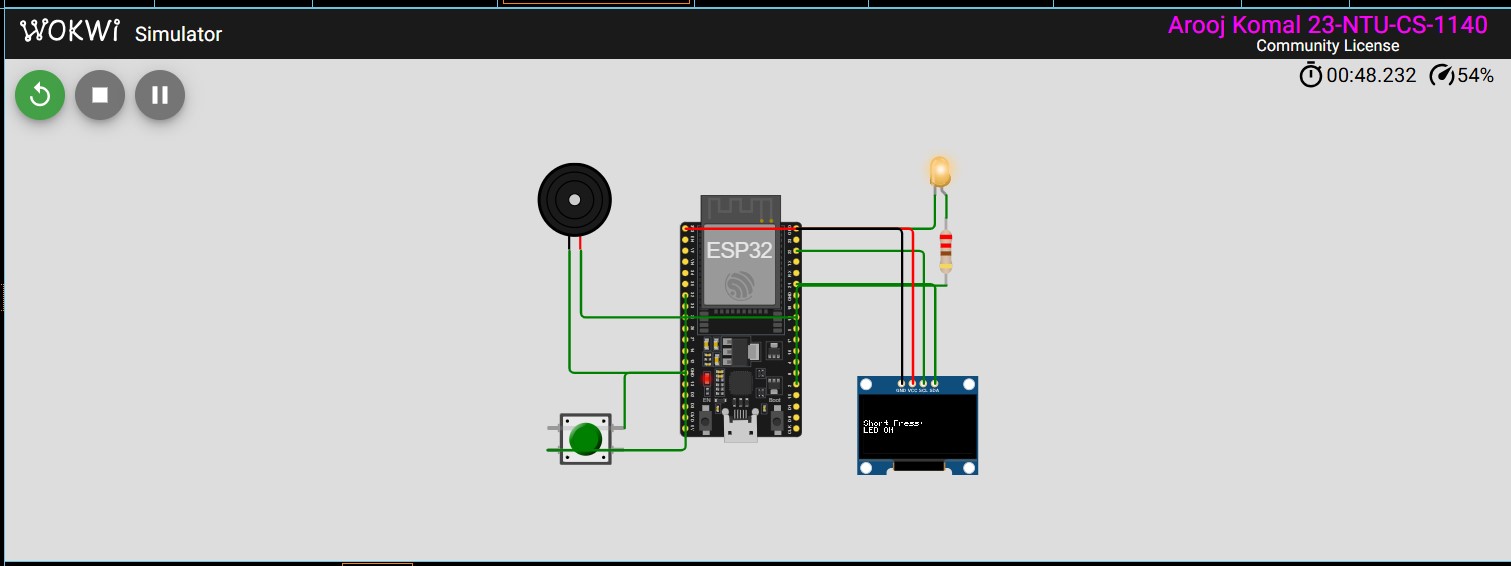 WOKWi Simulator
Arooj Komal 23-NTU-CS-1140
Community License
00:48.232 54%
ESP32
EN
Boot
GND VCC SCL SDA
Short Press:
LED ON